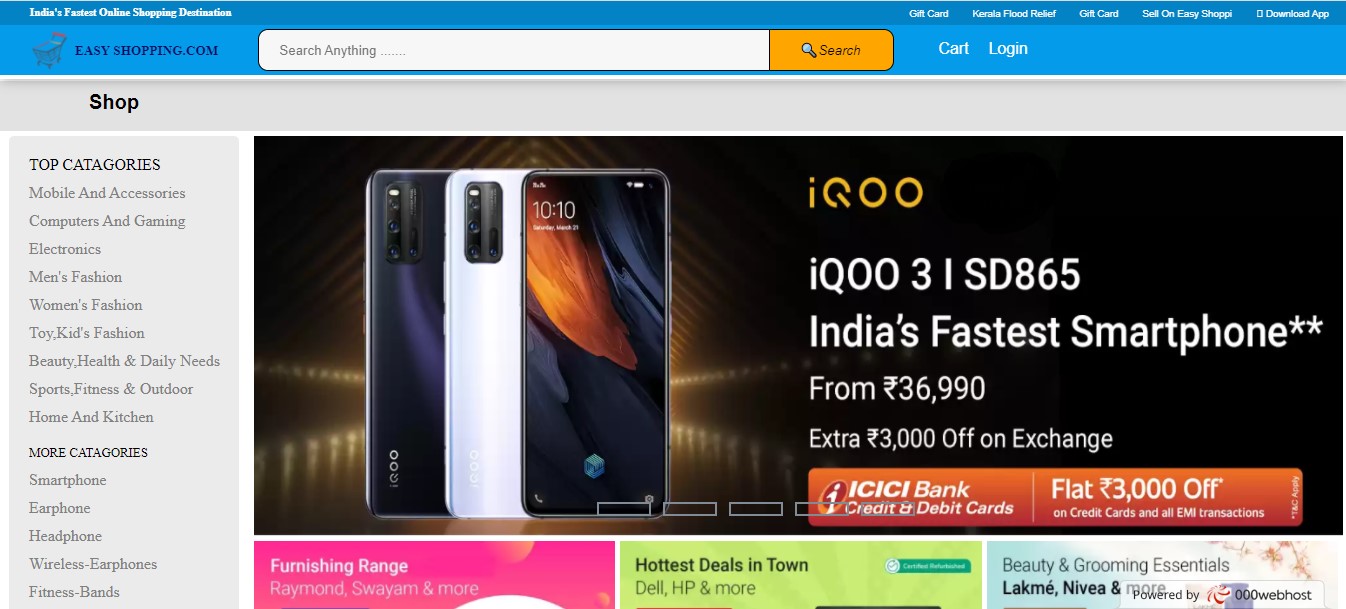 India's Fastest Online Shopping Destination
Gift Card Kerala Flood Relief Gift Card Sell On Easy Shoppi Download App
EASY SHOPPING.COM
Search Anything .......
Search
Cart Login
Shop
TOP CATAGORIES
Mobile And Accessories
Computers And Gaming
Electronics
Men's Fashion
Women's Fashion
Toy,Kid's Fashion
Beauty,Health & Daily Needs
Sports,Fitness & Outdoor
Home And Kitchen
MORE CATAGORIES
Smartphone
Earphone
Headphone
Wireless-Earphones
Fitness-Bands
10:10
Saturday, March 21
iQOO
iQOO
iQOO
iQOO 3 I SD865
India's Fastest Smartphone**
From ₹36,990
Extra ₹3,000 Off on Exchange
ICICI Bank
Credit & Debit Cards
Flat ₹3,000 Off*
on Credit Cards and all EMI transactions
*T&C Apply
Furnishing Range
Raymond, Swayam & more
Hottest Deals in Town
Dell, HP & more
Certified Refurbished
Beauty & Grooming Essentials
Lakmé, Nivea & more
Powered by 000webhost